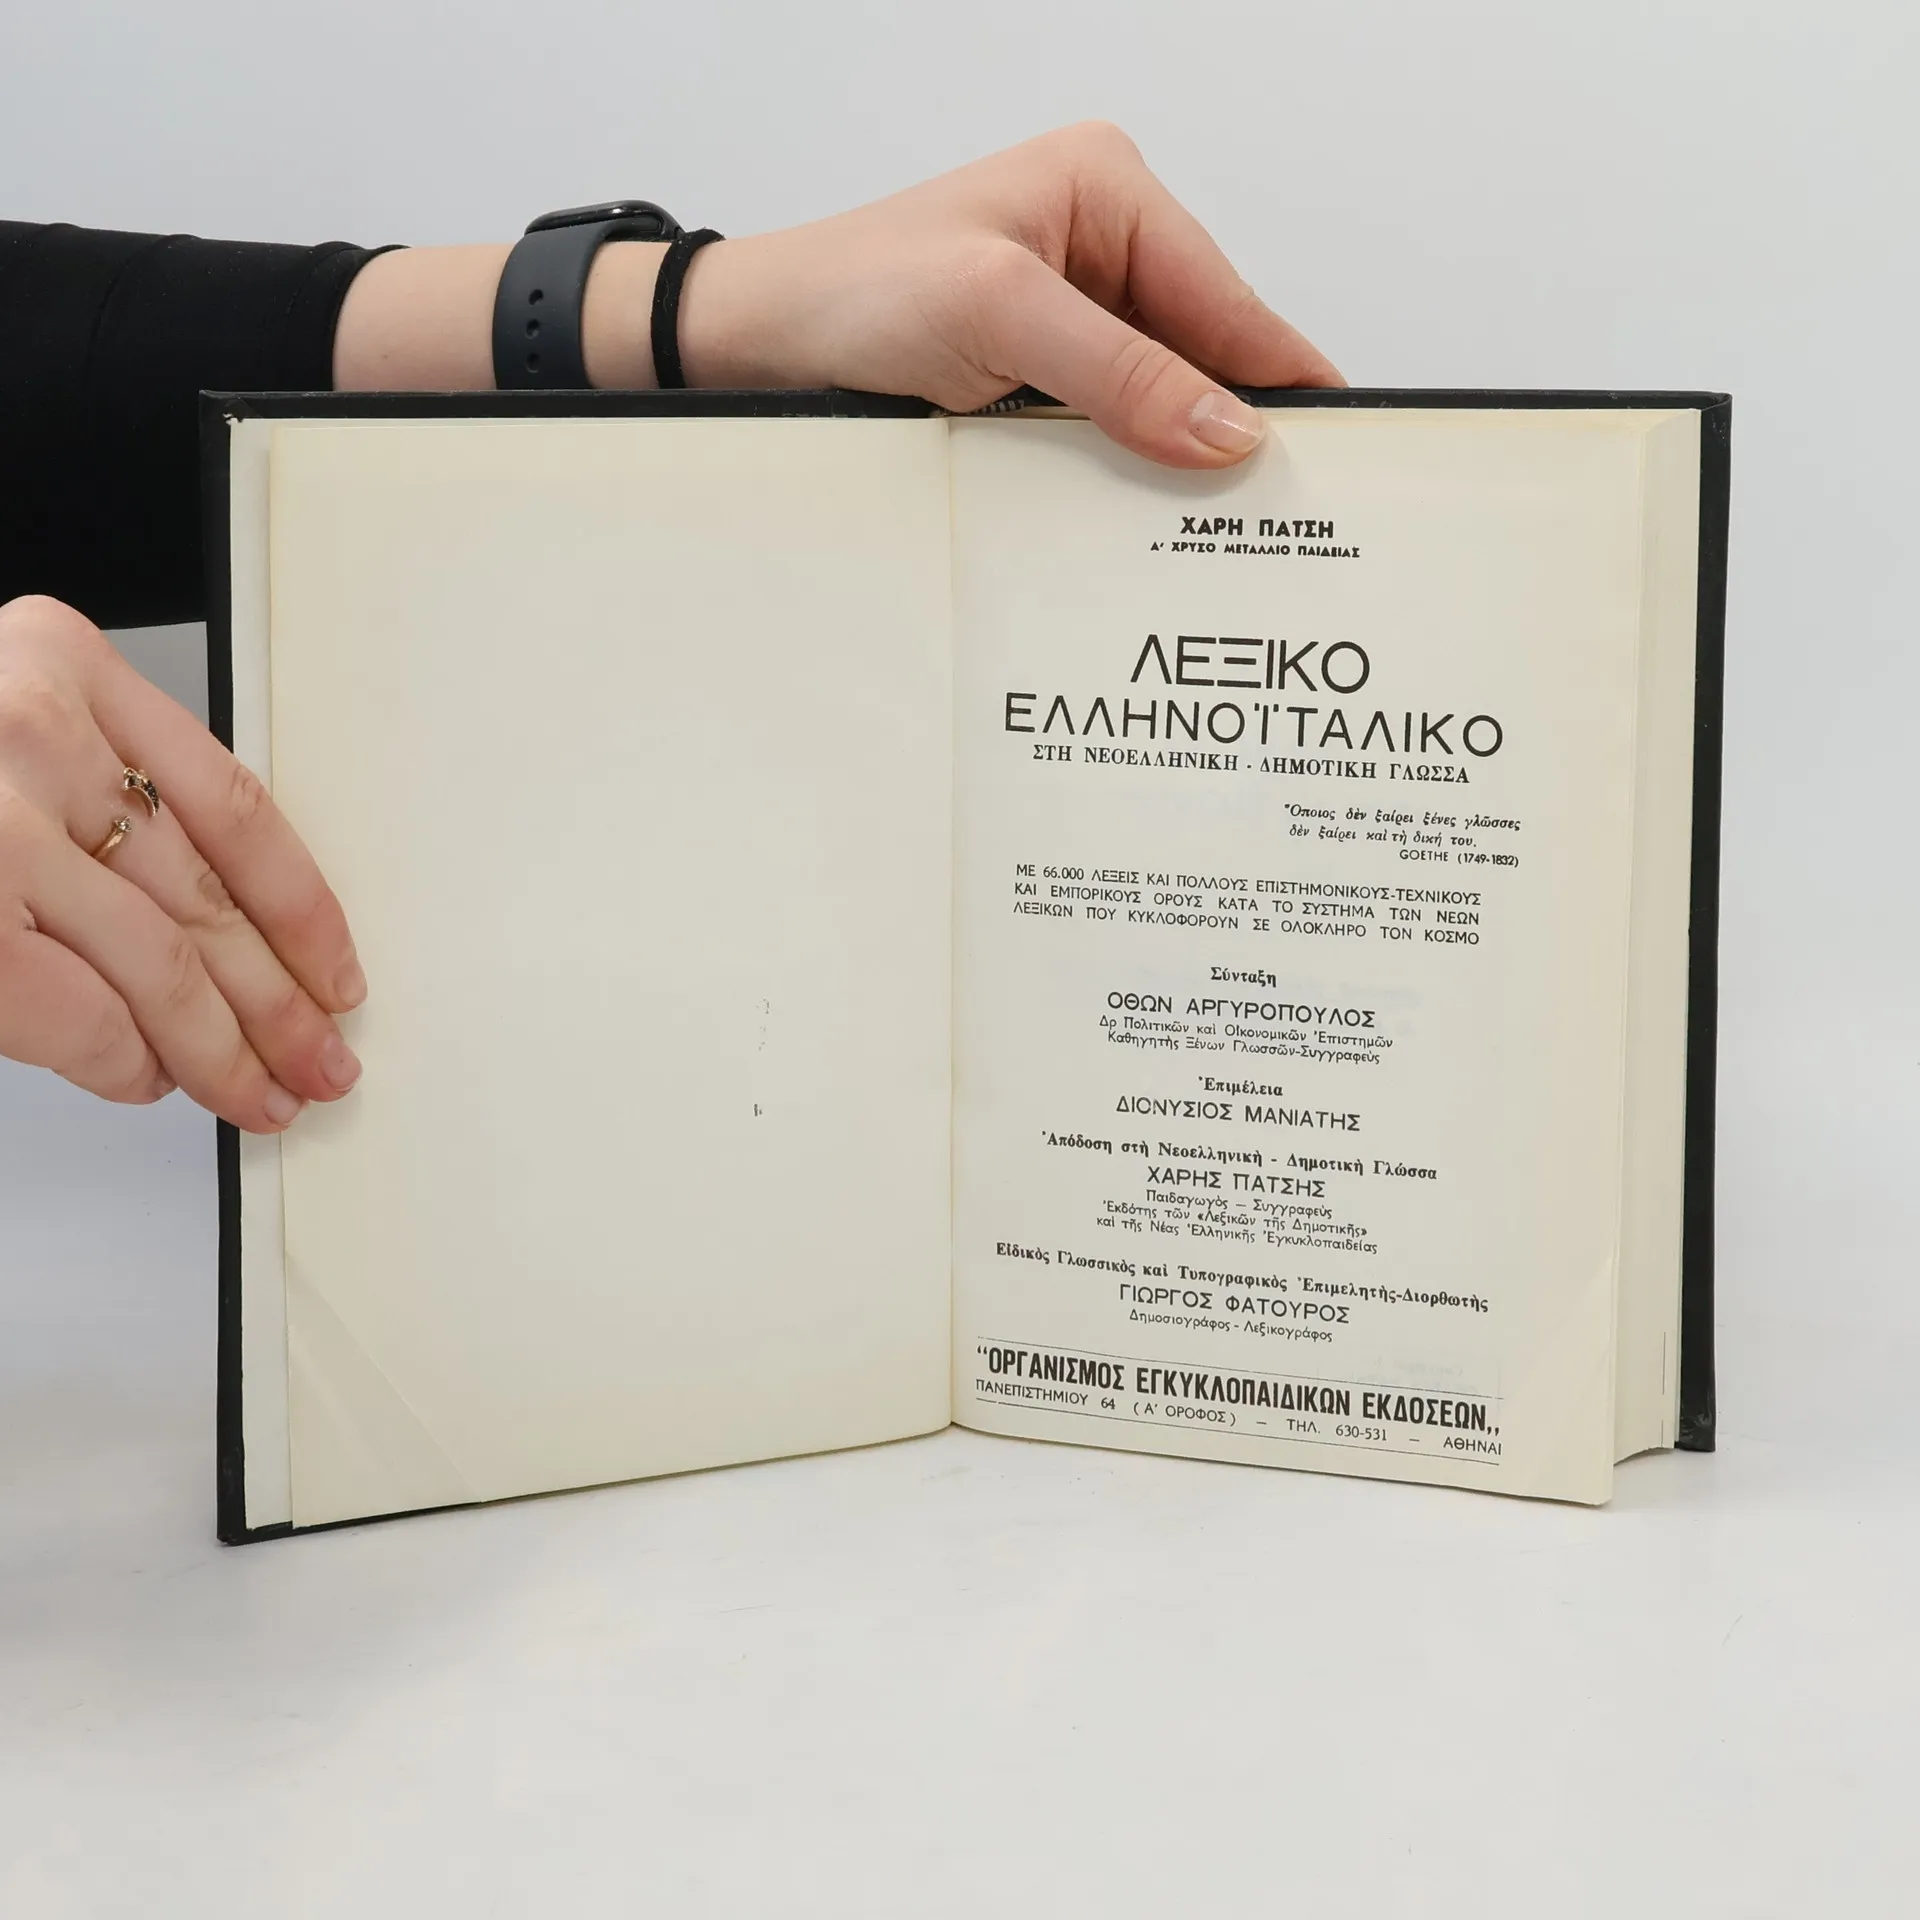 ΧΑΡΗ ΠΑΤΣΗ
Α' ΧΡΥΣΟ ΜΕΤΑΛΛΙΟ ΠΑΙΔΕΙΑΣ
ΛΕΞΙΚΟ
ΕΛΛΗΝΟΪΤΑΛΙΚΟ
ΣΤΗ ΝΕΟΕΛΛΗΝΙΚΗ - ΔΗΜΟΤΙΚΗ ΓΛΩΣΣΑ
Ὅποιος δὲν ξαίρει ξένες γλῶσσες
δὲν ξαίρει καὶ τὴ δική του.
GOETHE (1749-1832)
ΜΕ 66.000 ΛΕΞΕΙΣ ΚΑΙ ΠΟΛΛΟΥΣ ΕΠΙΣΤΗΜΟΝΙΚΟΥΣ-ΤΕΧΝΙΚΟΥΣ
ΚΑΙ ΕΜΠΟΡΙΚΟΥΣ ΟΡΟΥΣ ΚΑΤΑ ΤΟ ΣΥΣΤΗΜΑ ΤΩΝ ΝΕΩΝ
ΛΕΞΙΚΩΝ ΠΟΥ ΚΥΚΛΟΦΟΡΟΥΝ ΣΕ ΟΛΟΚΛΗΡΟ ΤΟΝ ΚΟΣΜΟ
Σύνταξη
ΟΘΩΝ ΑΡΓΥΡΟΠΟΥΛΟΣ
Δρ Πολιτικῶν καὶ Οἰκονομικῶν Ἐπιστημῶν
Καθηγητὴς Ξένων Γλωσσῶν-Συγγραφεὺς
Ἐπιμέλεια
ΔΙΟΝΥΣΙΟΣ ΜΑΝΙΑΤΗΣ
Ἀπόδοση στὴ Νεοελληνικὴ - Δημοτικὴ Γλώσσα
ΧΑΡΗΣ ΠΑΤΣΗΣ
Παιδαγωγὸς — Συγγραφεὺς
Ἐκδότης τῶν «Λεξικῶν τῆς Δημοτικῆς»
καὶ τῆς Νέας Ἑλληνικῆς Ἐγκυκλοπαιδείας
Εἰδικὸς Γλωσσικὸς καὶ Τυπογραφικὸς Ἐπιμελητὴς-Διορθωτὴς
ΓΙΩΡΓΟΣ ΦΑΤΟΥΡΟΣ
Δημοσιογράφος - Λεξικογράφος
“ΟΡΓΑΝΙΣΜΟΣ ΕΓΚΥΚΛΟΠΑΙΔΙΚΩΝ ΕΚΔΟΣΕΩΝ„
ΠΑΝΕΠΙΣΤΗΜΙΟΥ 64 (Α' ΟΡΟΦΟΣ) — ΤΗΛ. 630-531 — ΑΘΗΝΑΙ